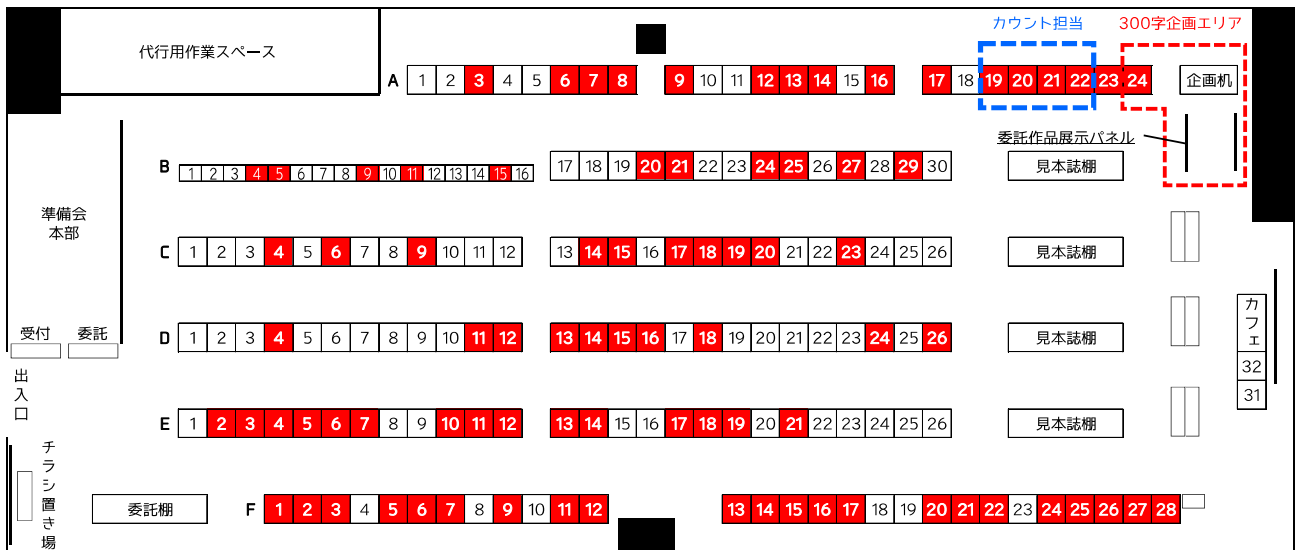 カウント担当 300字企画エリア
代行用作業スペース
A 1 2 3 4 5 6 7 8 9 10 11 12 13 14 15 16 17 18 19 20 21 22 23 24 企画机
委託作品展示パネル
B 1 2 3 4 5 6 7 8 9 10 11 12 13 14 15 16 17 18 19 20 21 22 23 24 25 26 27 28 29 30 見本誌棚
準備会
本部
C 1 2 3 4 5 6 7 8 9 10 11 12 13 14 15 16 17 18 19 20 21 22 23 24 25 26 見本誌棚
受付 委託
D 1 2 3 4 5 6 7 8 9 10 11 12 13 14 15 16 17 18 19 20 21 22 23 24 25 26 見本誌棚
カフェ
32
31
出入口
E 1 2 3 4 5 6 7 8 9 10 11 12 13 14 15 16 17 18 19 20 21 22 23 24 25 26 見本誌棚
チラシ置き場
委託棚
F 1 2 3 4 5 6 7 8 9 10 11 12 13 14 15 16 17 18 19 20 21 22 23 24 25 26 27 28